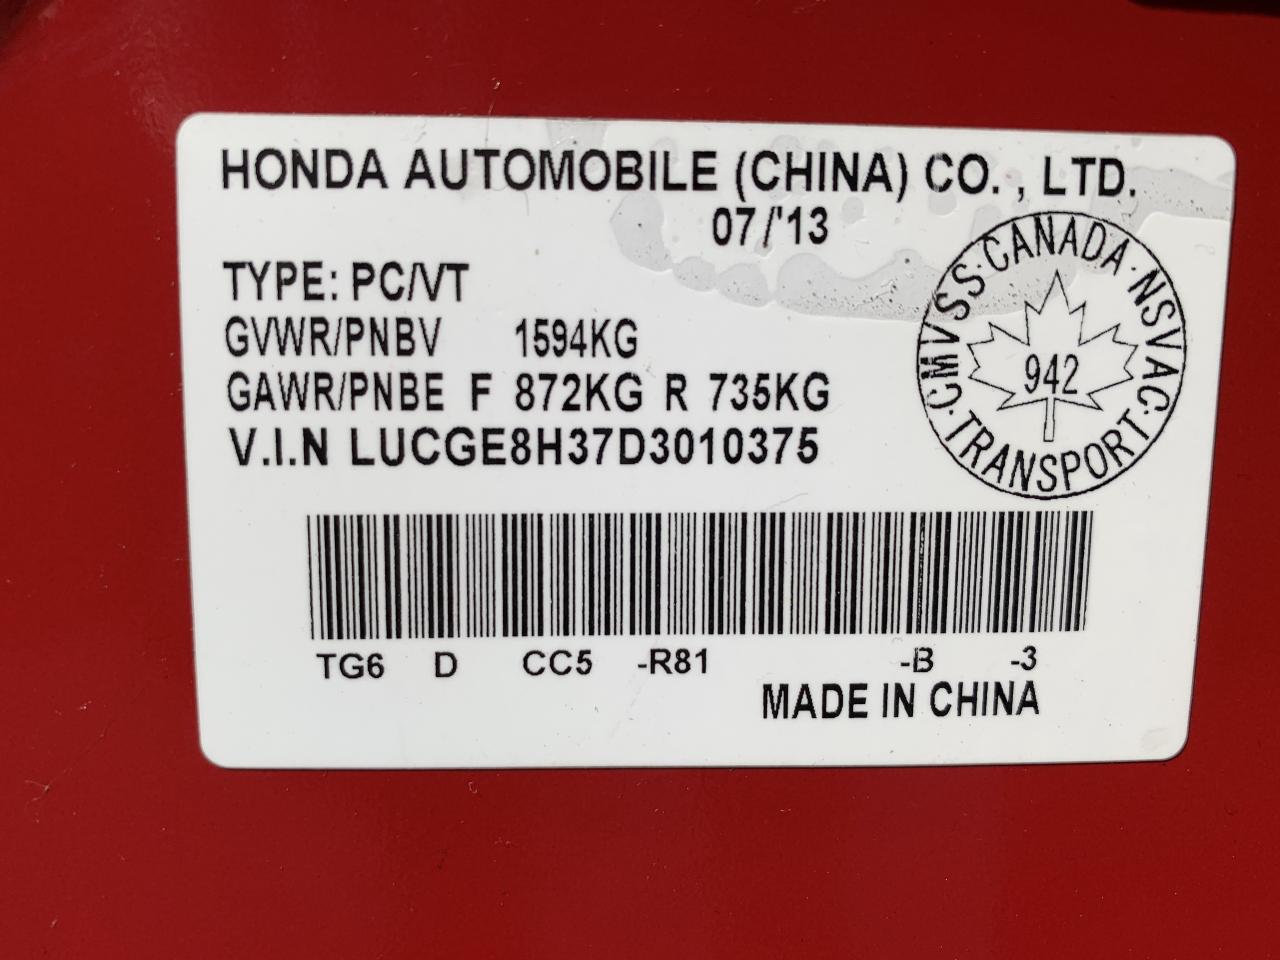 HONDA AUTOMOBILE (CHINA) CO., LTD.
07/'13
TYPE: PC/VT
GVWR/PNBV 1594KG
GAWR/PNBE F 872KG R 735KG
V.I.N LUCGE8H37D3010375
CMVSS·CANADA·NSVAC·TRANSPORT·
942
TG6 D CC5 -R81 -B -3
MADE IN CHINA